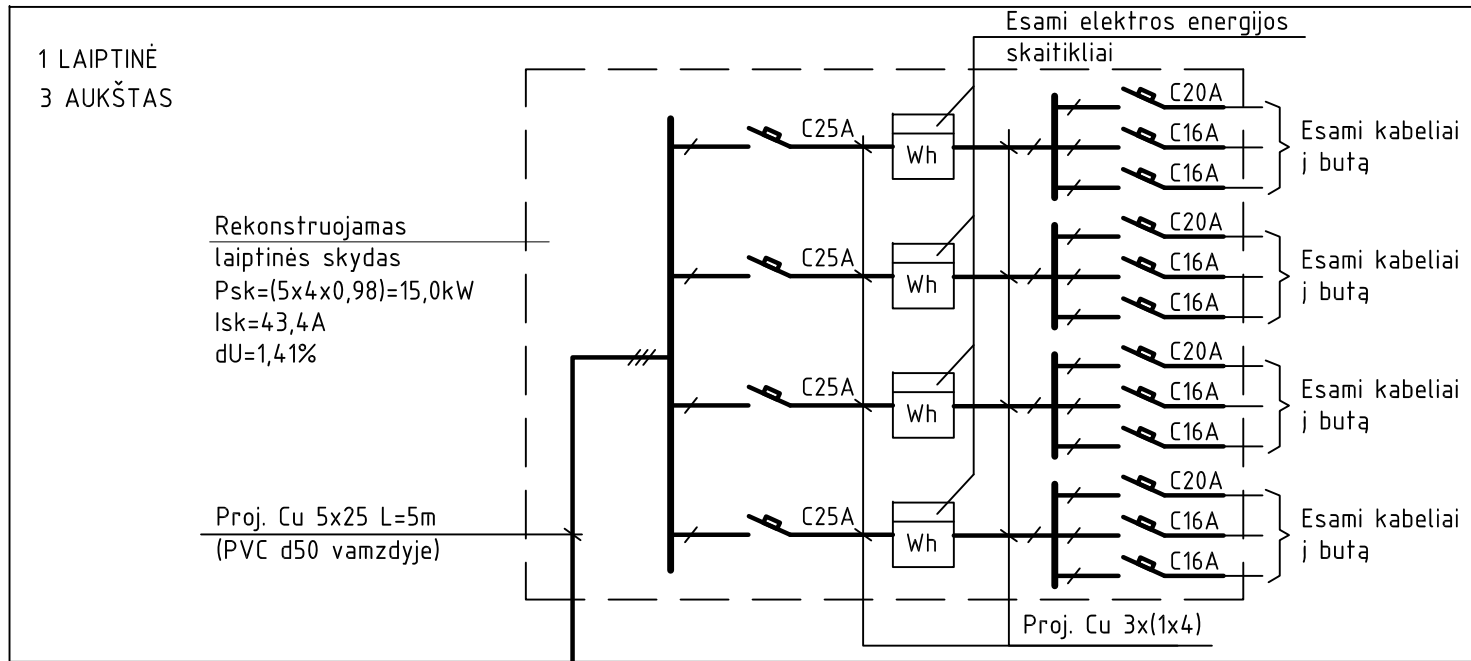 1 LAIPTINĖ
3 AUKŠTAS
Esami elektros energijos
skaitikliai
Rekonstruojamas
laiptinės skydas
Psk=(5x4x0,98)=15,0kW
Isk=43,4A
dU=1,41%
Proj. Cu 5x25 L=5m
(PVC d50 vamzdyje)
C25A
Wh
C20A
C16A
C16A
Esami kabeliai
į butą
C25A
Wh
C20A
C16A
C16A
Esami kabeliai
į butą
C25A
Wh
C20A
C16A
C16A
Esami kabeliai
į butą
C25A
Wh
C20A
C16A
C16A
Esami kabeliai
į butą
Proj. Cu 3x(1x4)